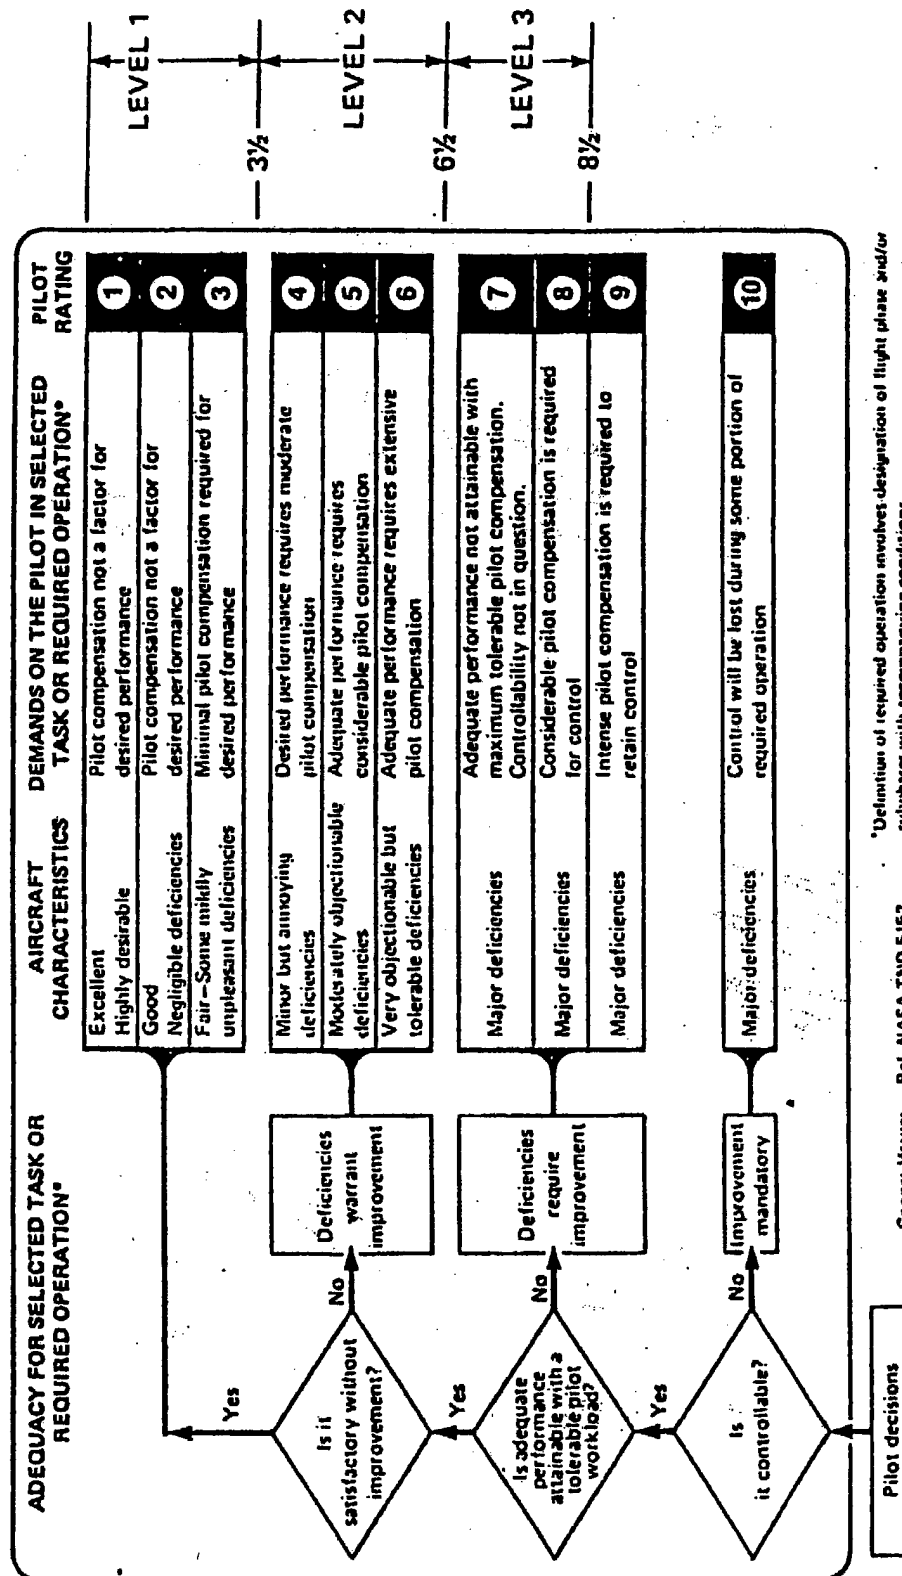 ADEQUACY FOR SELECTED TASK OR
REQUIRED OPERATION*
AIRCRAFT
CHARACTERISTICS
DEMANDS ON THE PILOT IN SELECTED
TASK OR REQUIRED OPERATION*
PILOT
RATING
Excellent
Highly desirable
Pilot compensation not a factor for
desired performance
1
Good
Negligible deficiencies
Pilot compensation not a factor for
desired performance
2
Fair—Some mildly
unpleasant deficiencies
Minimal pilot compensation required for
desired performance
3
Yes
Is it
satisfactory without
improvement?
No
Deficiencies
warrant
improvement
Minor but annoying
deficiencies
Desired performance requires moderate
pilot compensation
4
Moderately objectionable
deficiencies
Adequate performance requires
considerable pilot compensation
5
Very objectionable but
tolerable deficiencies
Adequate performance requires extensive
pilot compensation
6
Yes
Is adequate
performance
attainable with a
tolerable pilot
workload?
No
Deficiencies
require
improvement
Major deficiencies
Adequate performance not attainable with
maximum tolerable pilot compensation.
Controllability not in question.
7
Major deficiencies
Considerable pilot compensation is required
for control
8
Major deficiencies
Intense pilot compensation is required to
retain control
9
Yes
Is
it controllable?
No
Improvement
mandatory
Major deficiencies
Control will be lost during some portion of
required operation
10
Pilot decisions
*Definition of required operation involves designation of flight phase and/or
LEVEL 1
3½
LEVEL 2
6½
LEVEL 3
8½